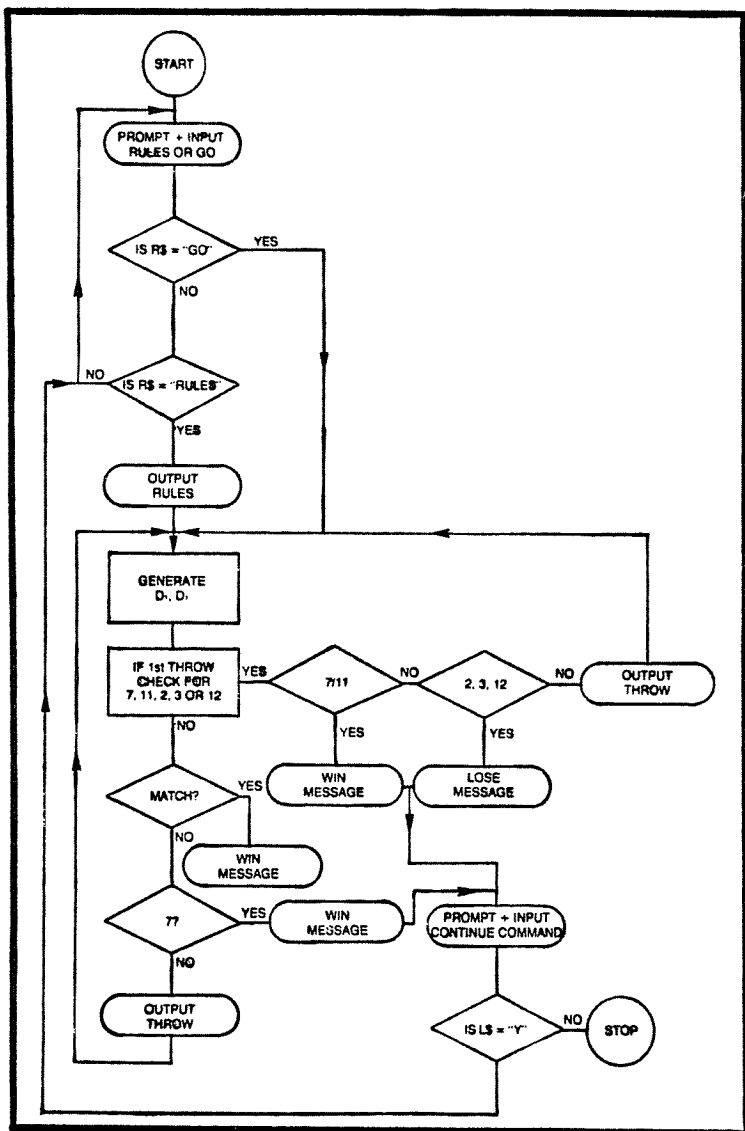 START
PROMPT + INPUT
RULES OR GO
IS R$ = "GO"
YES
NO
NO
IS R$ = "RULES"
YES
OUTPUT
RULES
GENERATE
IF 1st THROW
CHECK FOR
7, 11, 2, 3 OR 12
YES
7/11
NO
2, 3, 12
NO
OUTPUT
THROW
NO
YES
YES
WIN
MESSAGE
LOSE
MESSAGE
MATCH?
YES
NO
WIN
MESSAGE
7?
YES
WIN
MESSAGE
PROMPT + INPUT
CONTINUE COMMAND
NO
OUTPUT
THROW
IS L$ = "Y"
NO
STOP